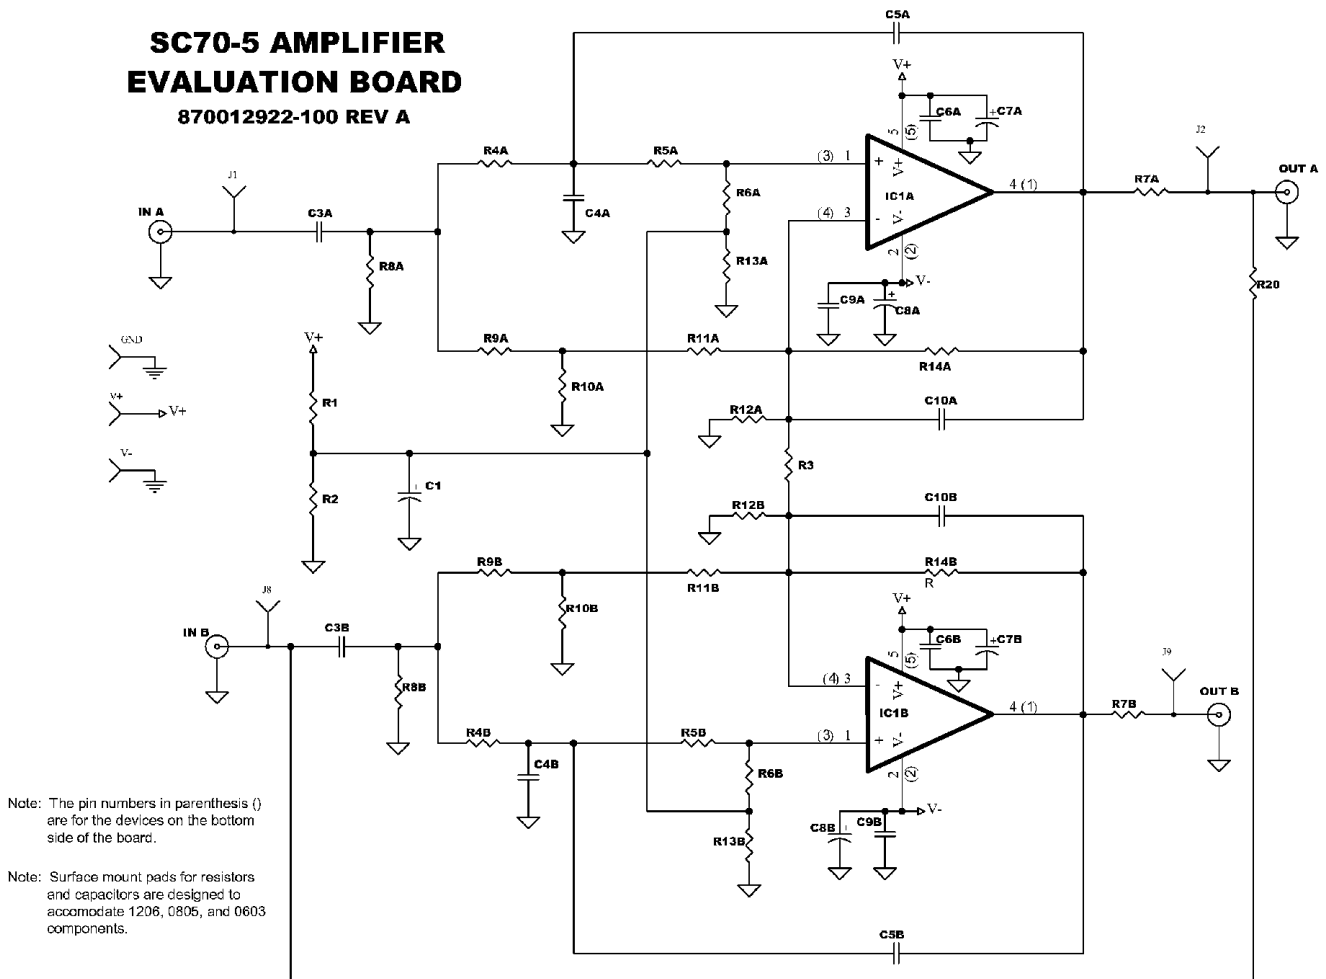 SC70-5 AMPLIFIER
EVALUATION BOARD
870012922-100 REV A
C5A
V+
C6A
C7A
+
5
(5)
J2
OUT A
R4A
R5A
(3) 1
+
V+
IC1A
4 (1)
R7A
J1
R6A
IN A
C3A
C4A
(4) 3
-
V-
2
(2)
R8A
R13A
V-
R20
C9A
+
C8A
GND
V+
R9A
R11A
R14A
R10A
V+
V+
R1
R12A
C10A
V-
R3
R2
+
C1
R12B
C10B
R9B
R11B
R14B
R
R10B
V+
J8
IN B
C3B
C6B
+
C7B
5
(5)
J9
R8B
(4) 3
-
V+
IC1B
4 (1)
R7B
OUT B
R4B
R5B
(3) 1
+
V-
C4B
R6B
2
(2)
V-
R13B
C8B
+
C9B
Note: The pin numbers in parenthesis ()
are for the devices on the bottom
side of the board.
Note: Surface mount pads for resistors
and capacitors are designed to
accomodate 1206, 0805, and 0603
components.
C5B